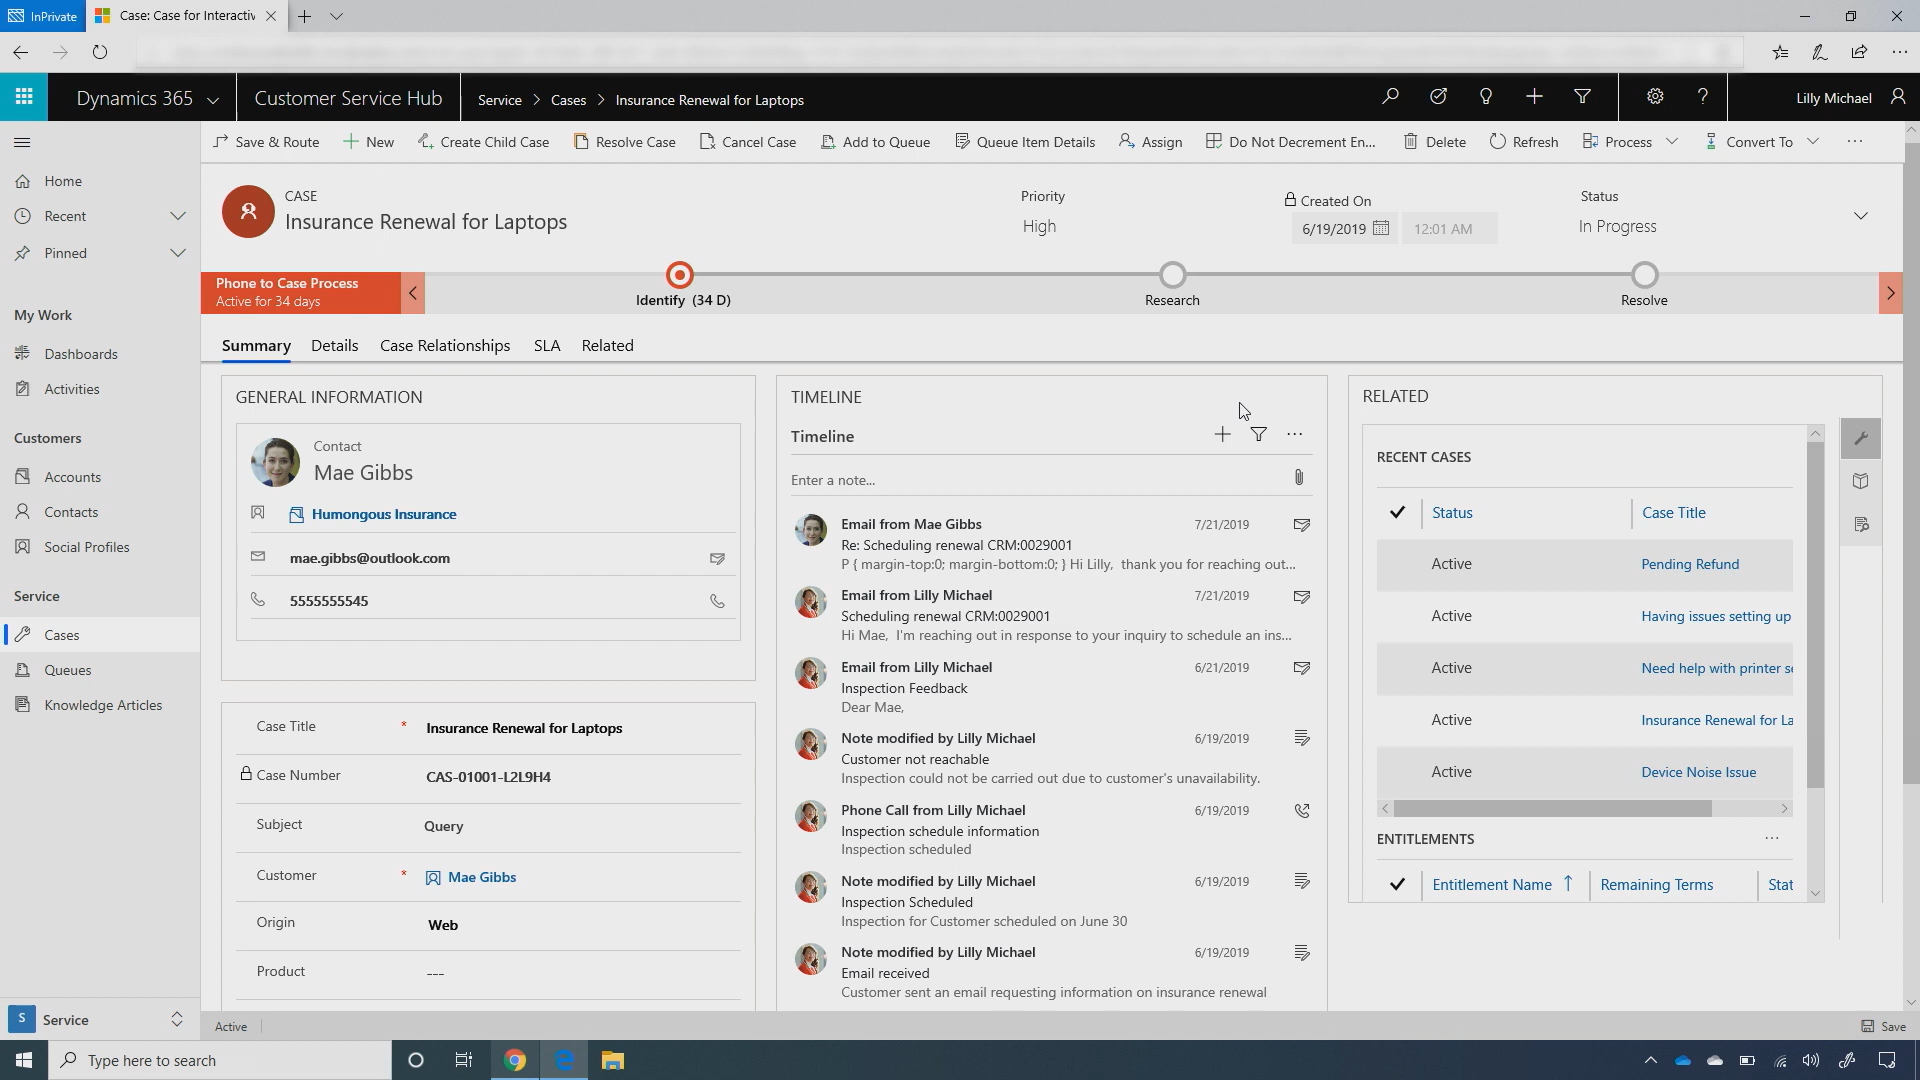 InPrivate
Case: Case for Interactiv
Dynamics 365
Customer Service Hub
Service > Cases > Insurance Renewal for Laptops
Lilly Michael
Save & Route
New
Create Child Case
Resolve Case
Cancel Case
Add to Queue
Queue Item Details
Assign
Do Not Decrement En...
Delete
Refresh
Process
Convert To
Home
Recent
Pinned
My Work
Dashboards
Activities
Customers
Accounts
Contacts
Social Profiles
Service
Cases
Queues
Knowledge Articles
S Service
CASE
Insurance Renewal for Laptops
Priority
High
Created On
6/19/2019 12:01 AM
Status
In Progress
Phone to Case Process
Active for 34 days
Identify (34 D)
Research
Resolve
Summary Details Case Relationships SLA Related
GENERAL INFORMATION
Contact
Mae Gibbs
Humongous Insurance
mae.gibbs@outlook.com
5555555545
Case Title * Insurance Renewal for Laptops
Case Number CAS-01001-L2L9H4
Subject Query
Customer * Mae Gibbs
Origin Web
Product ---
TIMELINE
Timeline
Enter a note...
Email from Mae Gibbs 7/21/2019
Re: Scheduling renewal CRM:0029001
P { margin-top:0; margin-bottom:0; } Hi Lilly, thank you for reaching out...
Email from Lilly Michael 7/21/2019
Scheduling renewal CRM:0029001
Hi Mae, I'm reaching out in response to your inquiry to schedule an ins...
Email from Lilly Michael 6/21/2019
Inspection Feedback
Dear Mae,
Note modified by Lilly Michael 6/19/2019
Customer not reachable
Inspection could not be carried out due to customer's unavailability.
Phone Call from Lilly Michael 6/19/2019
Inspection schedule information
Inspection scheduled
Note modified by Lilly Michael 6/19/2019
Inspection Scheduled
Inspection for Customer scheduled on June 30
Note modified by Lilly Michael 6/19/2019
Email received
Customer sent an email requesting information on insurance renewal
RELATED
RECENT CASES
Status Case Title
Active Pending Refund
Active Having issues setting up
Active Need help with printer se
Active Insurance Renewal for La
Active Device Noise Issue
ENTITLEMENTS
Entitlement Name Remaining Terms Stat
Active
Save
Type here to search